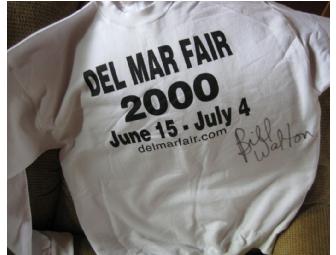 DEL MAR FAIR
2000
June 15 - July 4
delmarfair.com
Bill
Walton